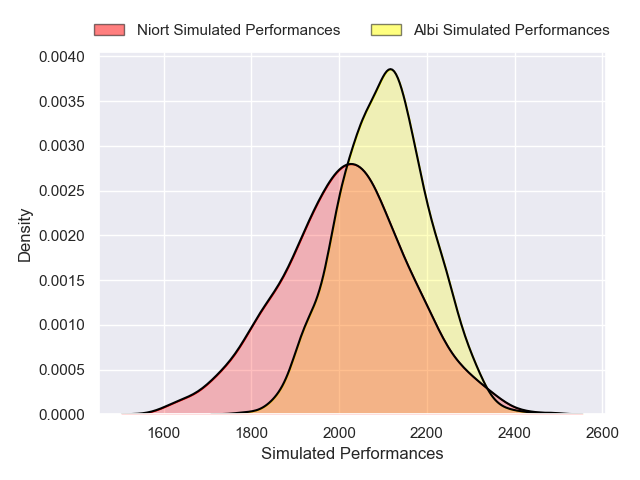 Niort Simulated Performances Albi Simulated Performances
0.0040
0.0035
0.0030
0.0025
0.0020
0.0015
0.0010
0.0005
0.0000
Density
1600 1800 2000 2200 2400 2600
Simulated Performances